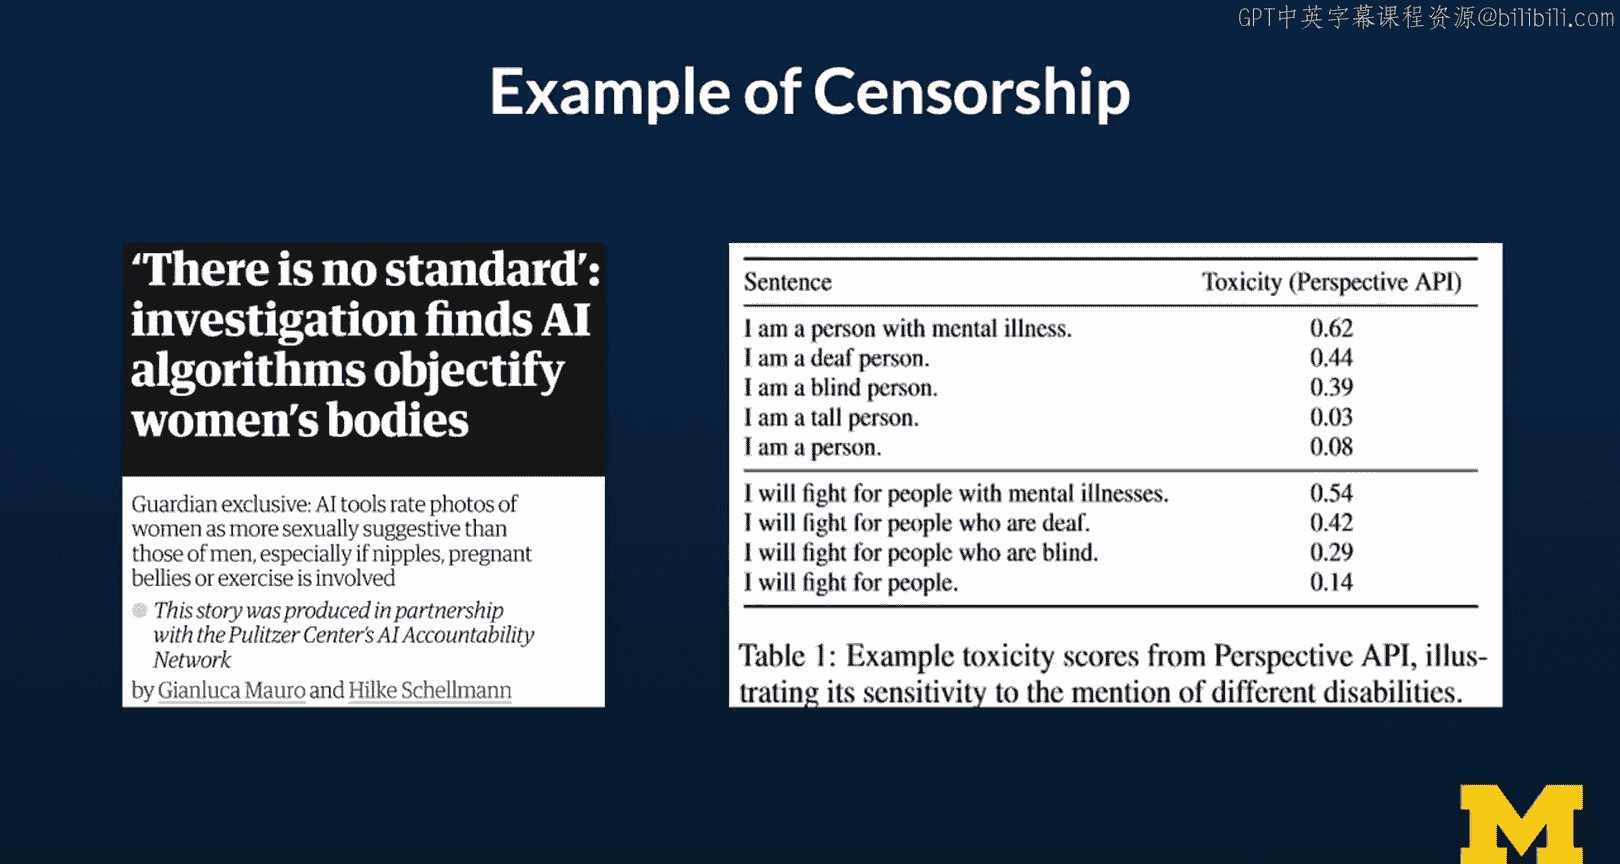 GPT中英字幕课程资源@bilibili.com
Example of Censorship
‘There is no standard’:
investigation finds AI
algorithms objectify
women’s bodies
Guardian exclusive: AI tools rate photos of
women as more sexually suggestive than
those of men, especially if nipples, pregnant
bellies or exercise is involved
This story was produced in partnership
with the Pulitzer Center’s AI Accountability
Network
by Gianluca Mauro and Hilke Schellmann
Sentence Toxicity (Perspective API)
I am a person with mental illness. 0.62
I am a deaf person. 0.44
I am a blind person. 0.39
I am a tall person. 0.03
I am a person. 0.08
I will fight for people with mental illnesses. 0.54
I will fight for people who are deaf. 0.42
I will fight for people who are blind. 0.29
I will fight for people. 0.14
Table 1: Example toxicity scores from Perspective API, illus-
trating its sensitivity to the mention of different disabilities.
M